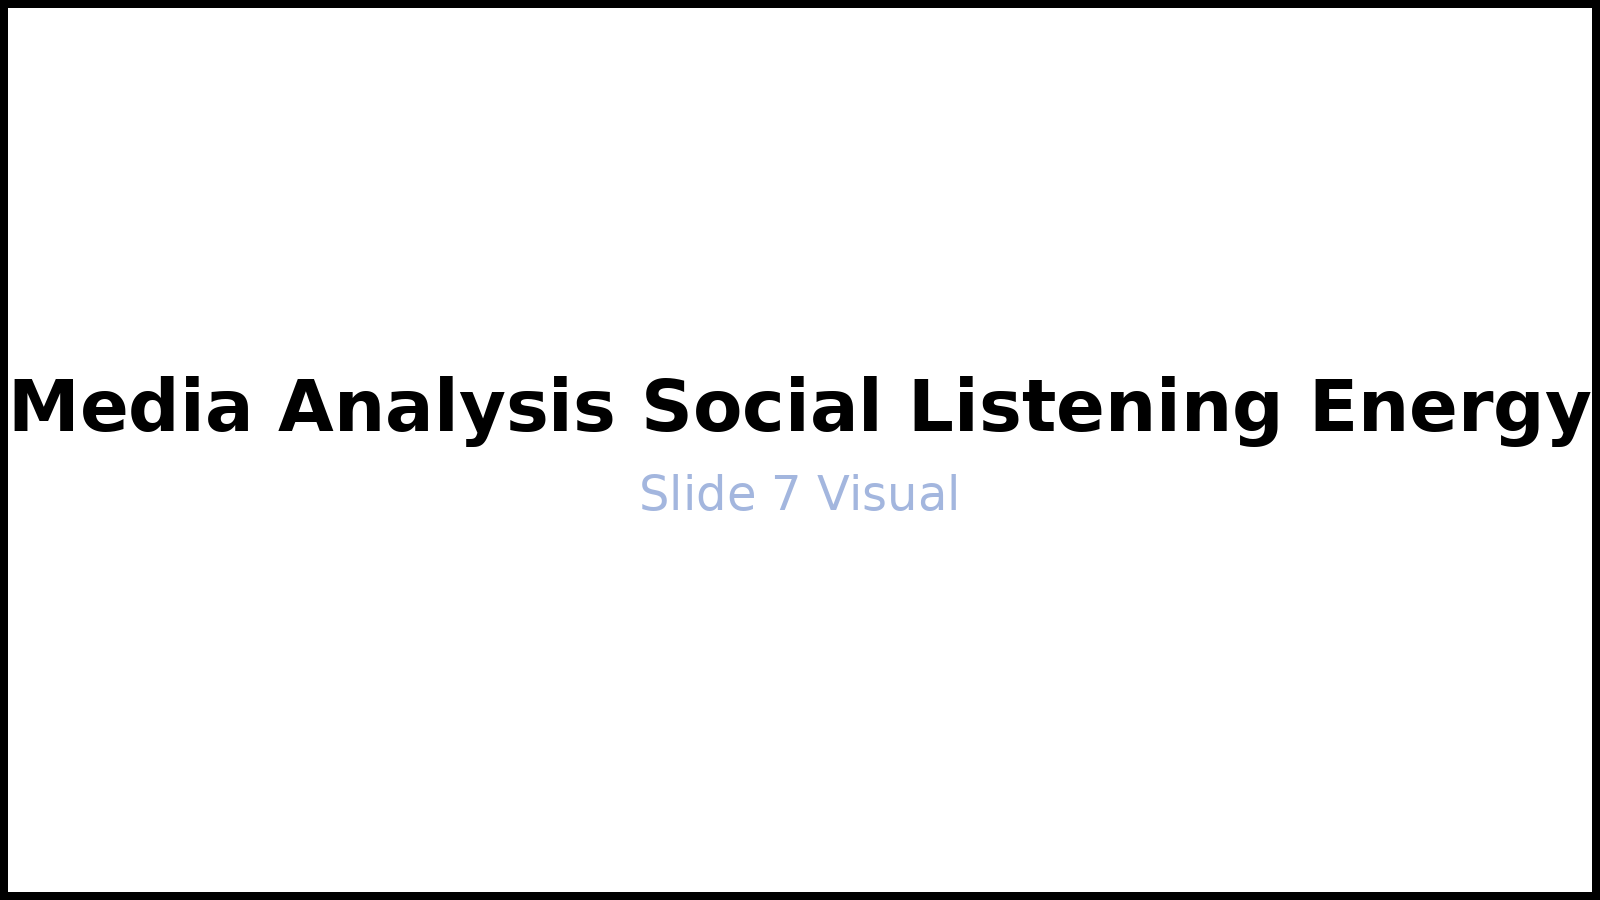 Media Analysis Social Listening Energy
Slide 7 Visual